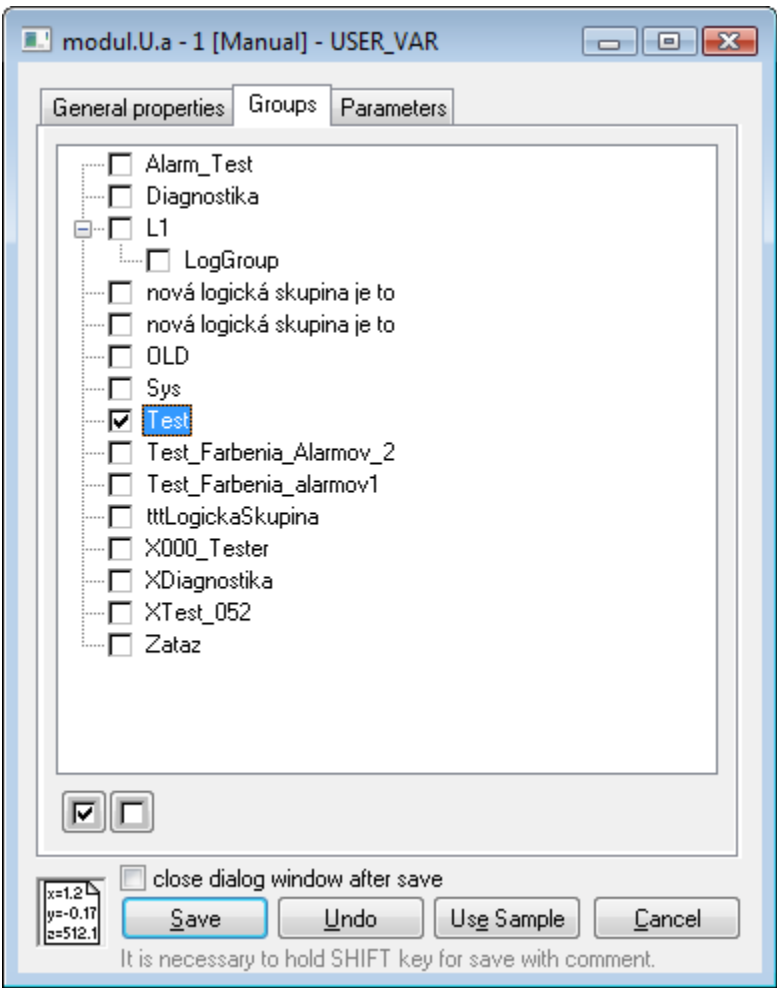 modul.U.a - 1 [Manual] - USER_VAR
General properties Groups Parameters
Alarm_Test
Diagnostika
L1
LogGroup
nová logická skupina je to
nová logická skupina je to
OLD
Sys
Test
Test_Farbenia_Alarmov_2
Test_Farbenia_alarmov1
tttLogickaSkupina
X000_Tester
XDiagnostika
XTest_052
Zataz
close dialog window after save
x=1.2
y=-0.17
z=512.1
Save Undo Use Sample Cancel
It is necessary to hold SHIFT key for save with comment.